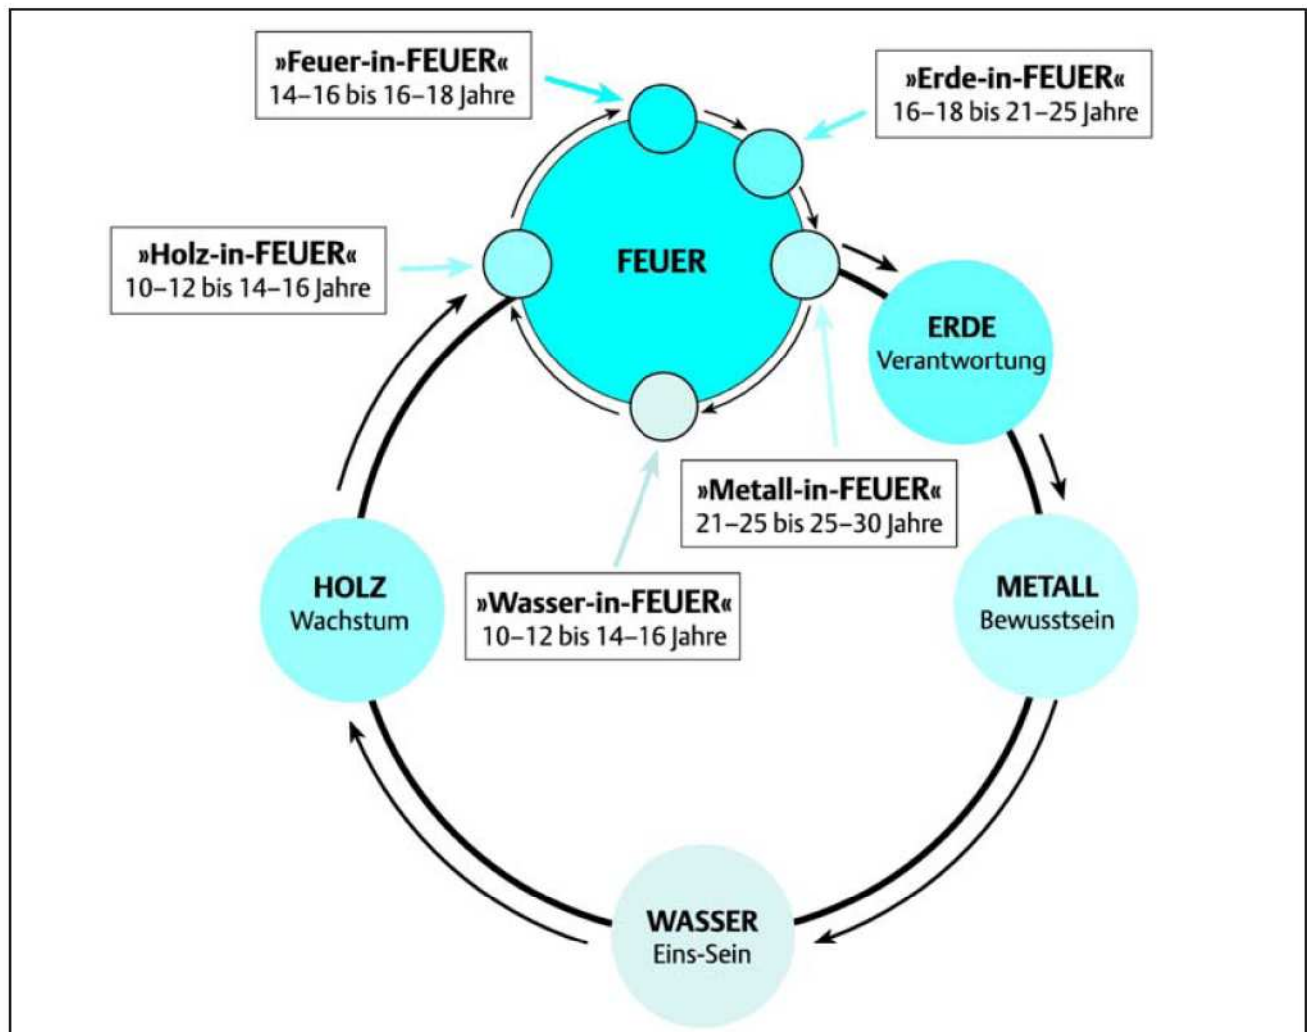 »Feuer-in-FEUER«
14–16 bis 16–18 Jahre
»Erde-in-FEUER«
16–18 bis 21–25 Jahre
»Holz-in-FEUER«
10–12 bis 14–16 Jahre
FEUER
ERDE
Verantwortung
»Metall-in-FEUER«
21–25 bis 25–30 Jahre
HOLZ
Wachstum
»Wasser-in-FEUER«
10–12 bis 14–16 Jahre
METALL
Bewusstsein
WASSER
Eins-Sein